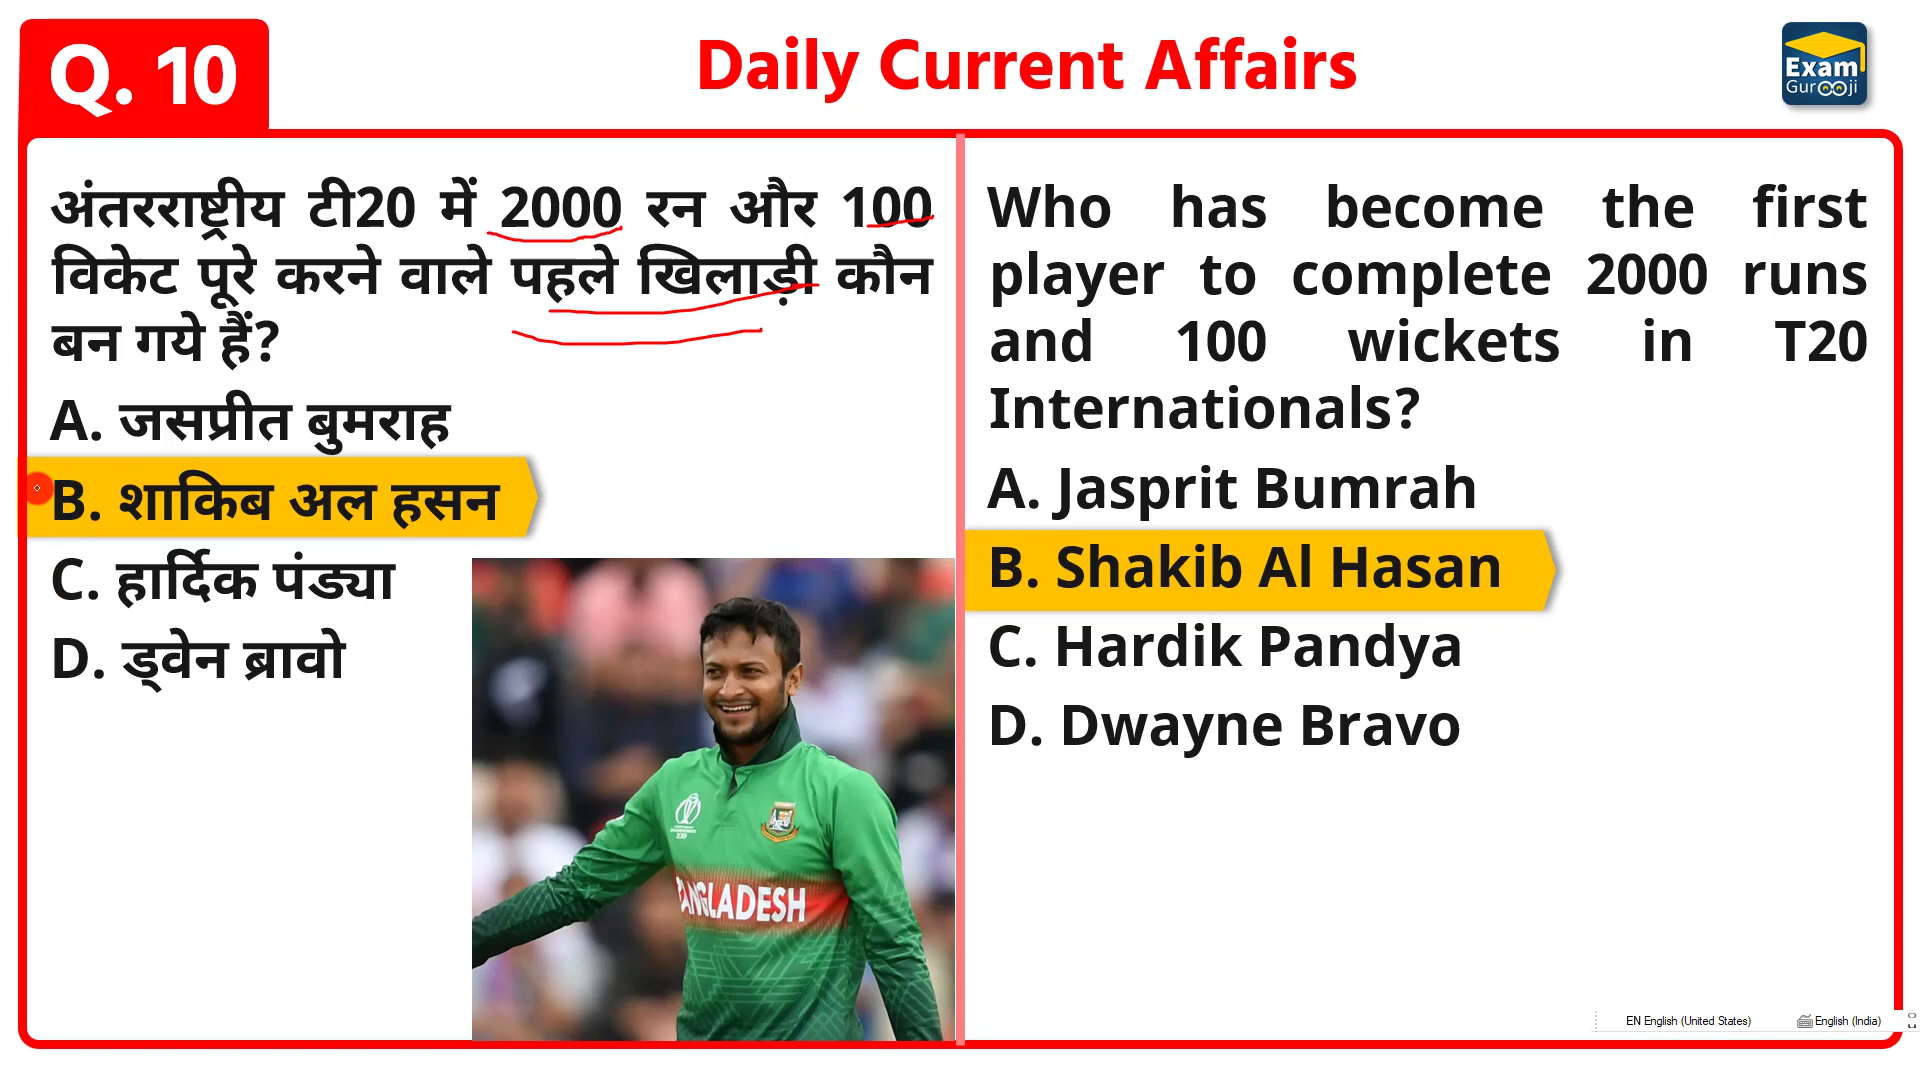 Q. 10
Daily Current Affairs
Exam
Gurooji
अंतरराष्ट्रीय टी20 में 2000 रन और 100
विकेट पूरे करने वाले पहले खिलाड़ी कौन
बन गये हैं?
A. जसप्रीत बुमराह
B. शाकिब अल हसन
C. हार्दिक पंड्या
D. ड्वेन ब्रावो
BANGLADESH
Who has become the first
player to complete 2000 runs
and 100 wickets in T20
Internationals?
A. Jasprit Bumrah
B. Shakib Al Hasan
C. Hardik Pandya
D. Dwayne Bravo
EN English (United States) English (India)